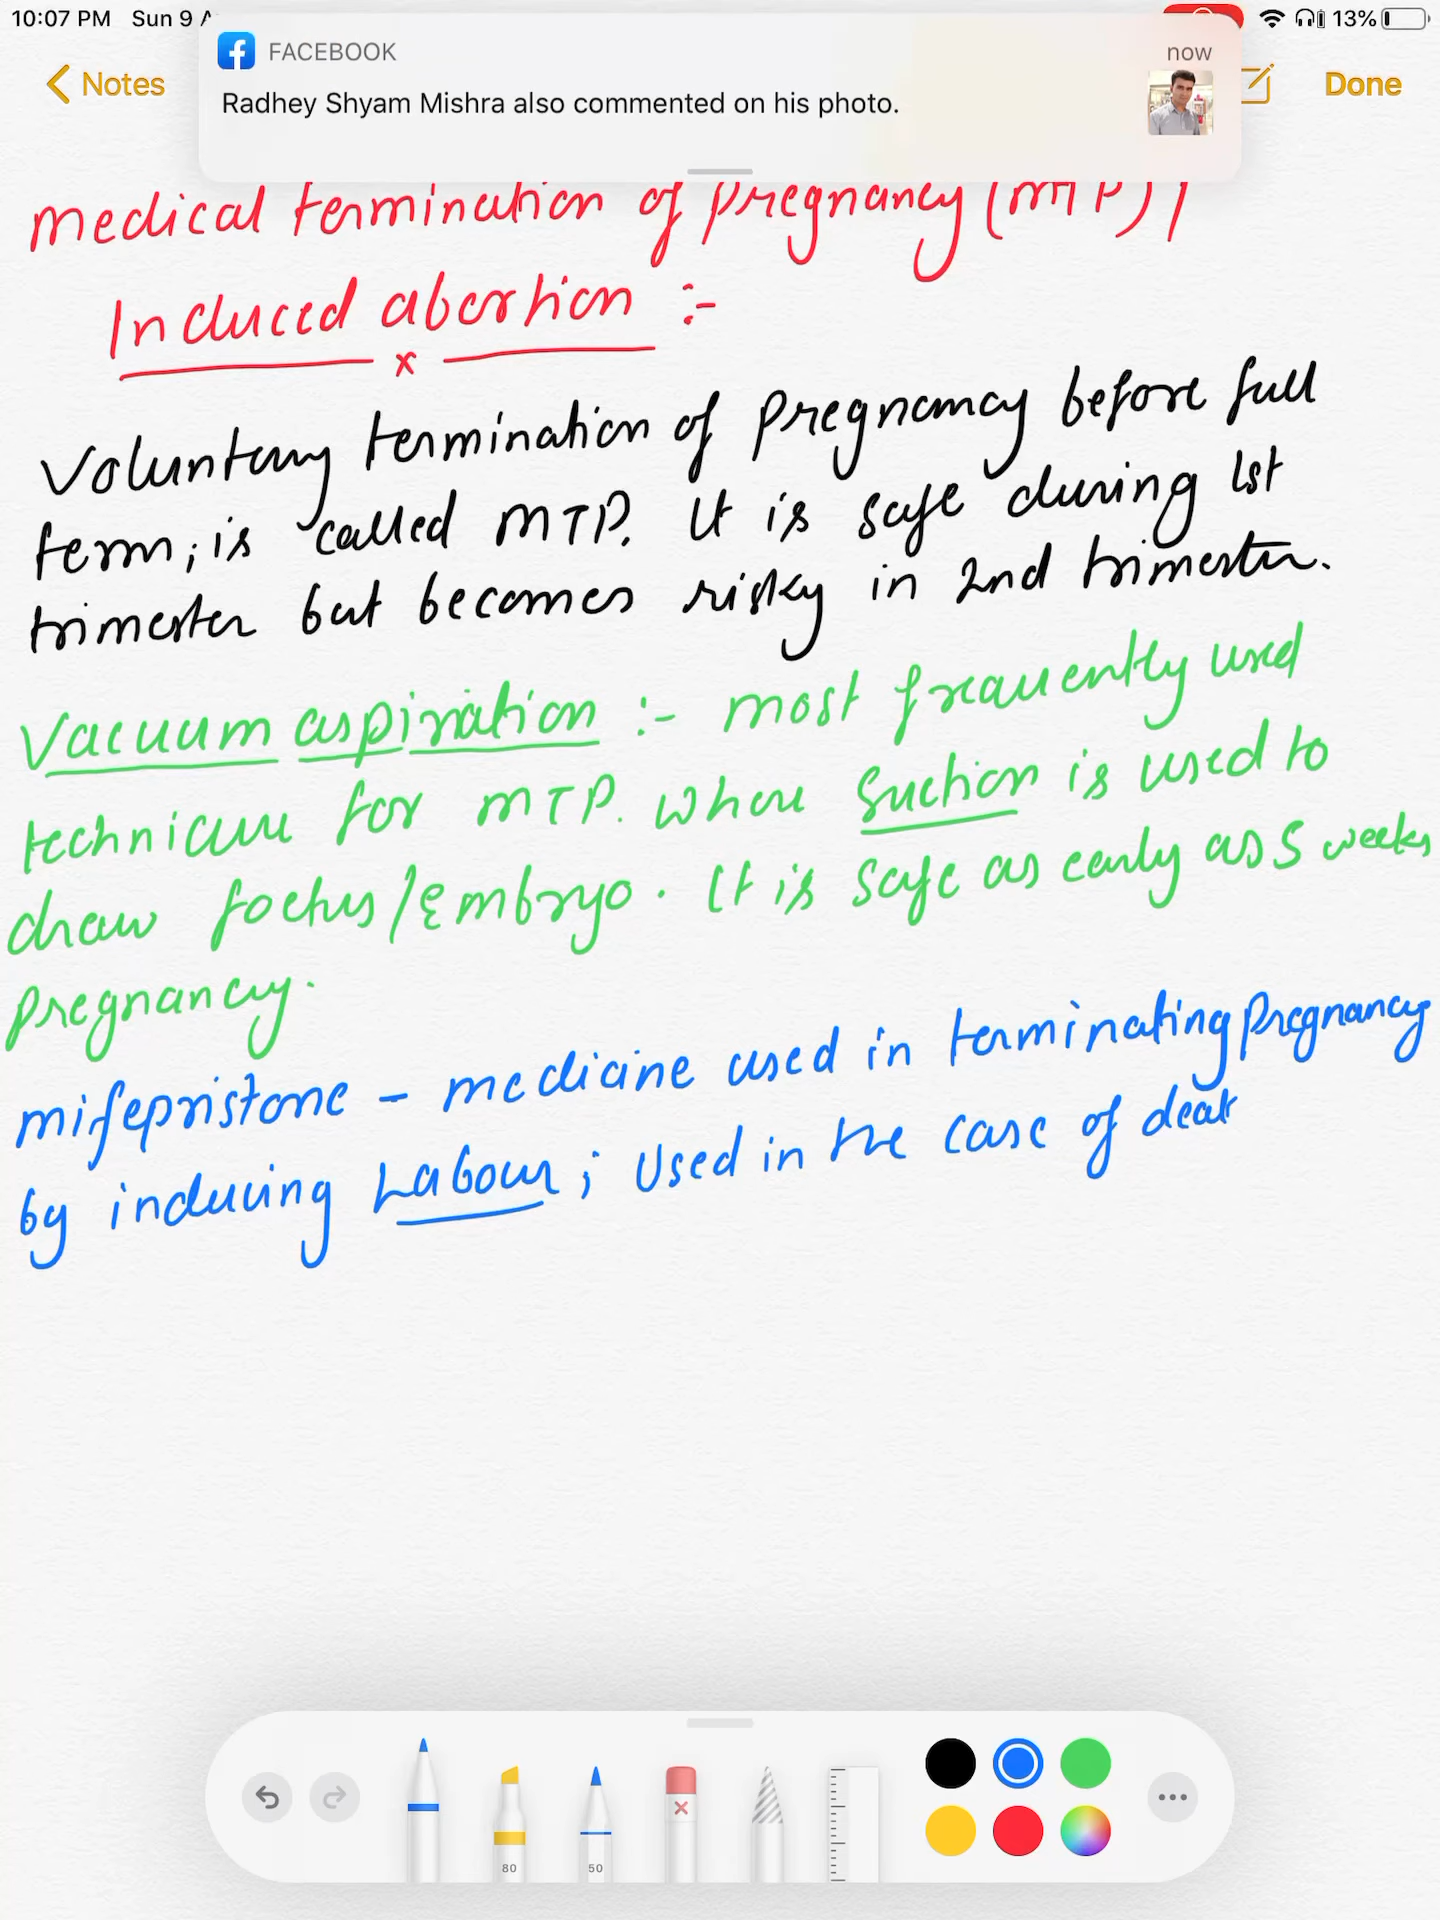 10:07 PM Sun 9 A
13%
FACEBOOK
now
Notes
Radhey Shyam Mishra also commented on his photo.
Done
Medical termination of pregnancy (MTP)/
Induced abortion :-
x
Voluntary termination of pregnancy before full
term, is called MTP. It is safe during 1st
trimester but becomes risky in 2nd trimester.
Vacuum aspiration :- most frequently used
technique for MTP. where suction is used to
draw foetus/Embryo. It is safe as early as 5 weeks
pregnancy.
mifepristone - medicine used in terminating pregnancy
by inducing Labour; Used in the case of deat
80
50